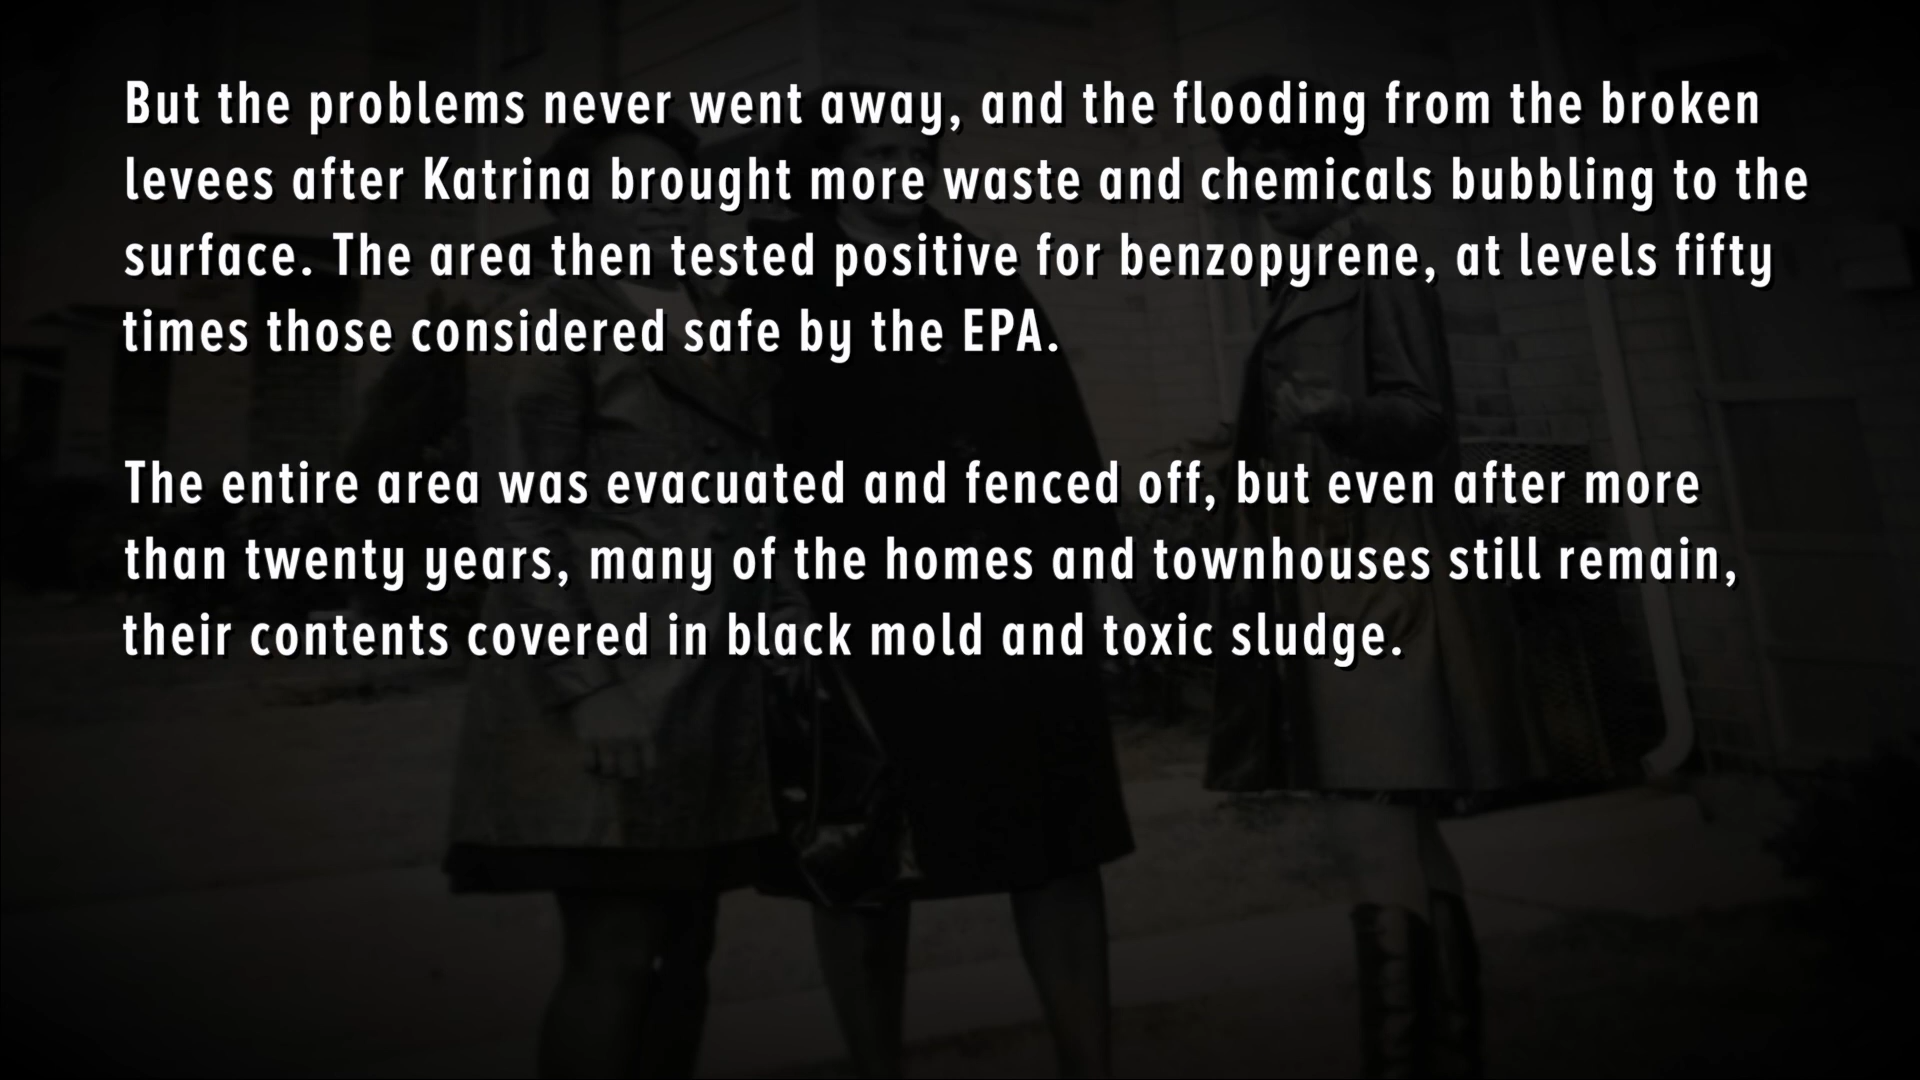 But the problems never went away, and the flooding from the broken
levees after Katrina brought more waste and chemicals bubbling to the
surface. The area then tested positive for benzopyrene, at levels fifty
times those considered safe by the EPA.
The entire area was evacuated and fenced off, but even after more
than twenty years, many of the homes and townhouses still remain,
their contents covered in black mold and toxic sludge.